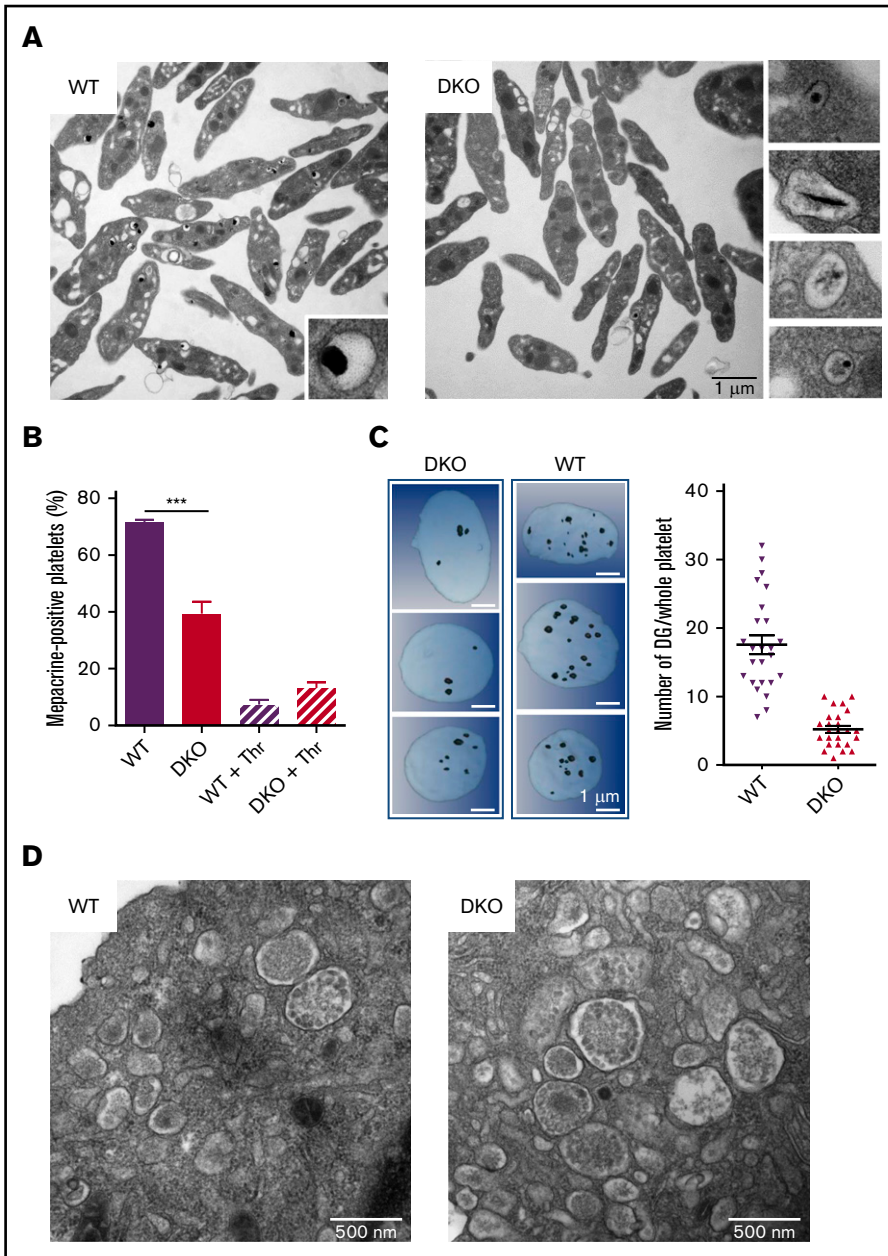 A
WT
DKO
1 μm
B
Mepacrine-positive platelets (%)
80
60
40
20
0
***
WT
DKO
WT + Thr
DKO + Thr
C
DKO
WT
1 μm
Number of DG/whole platelet
40
30
20
10
0
WT
DKO
D
WT
DKO
500 nm
500 nm